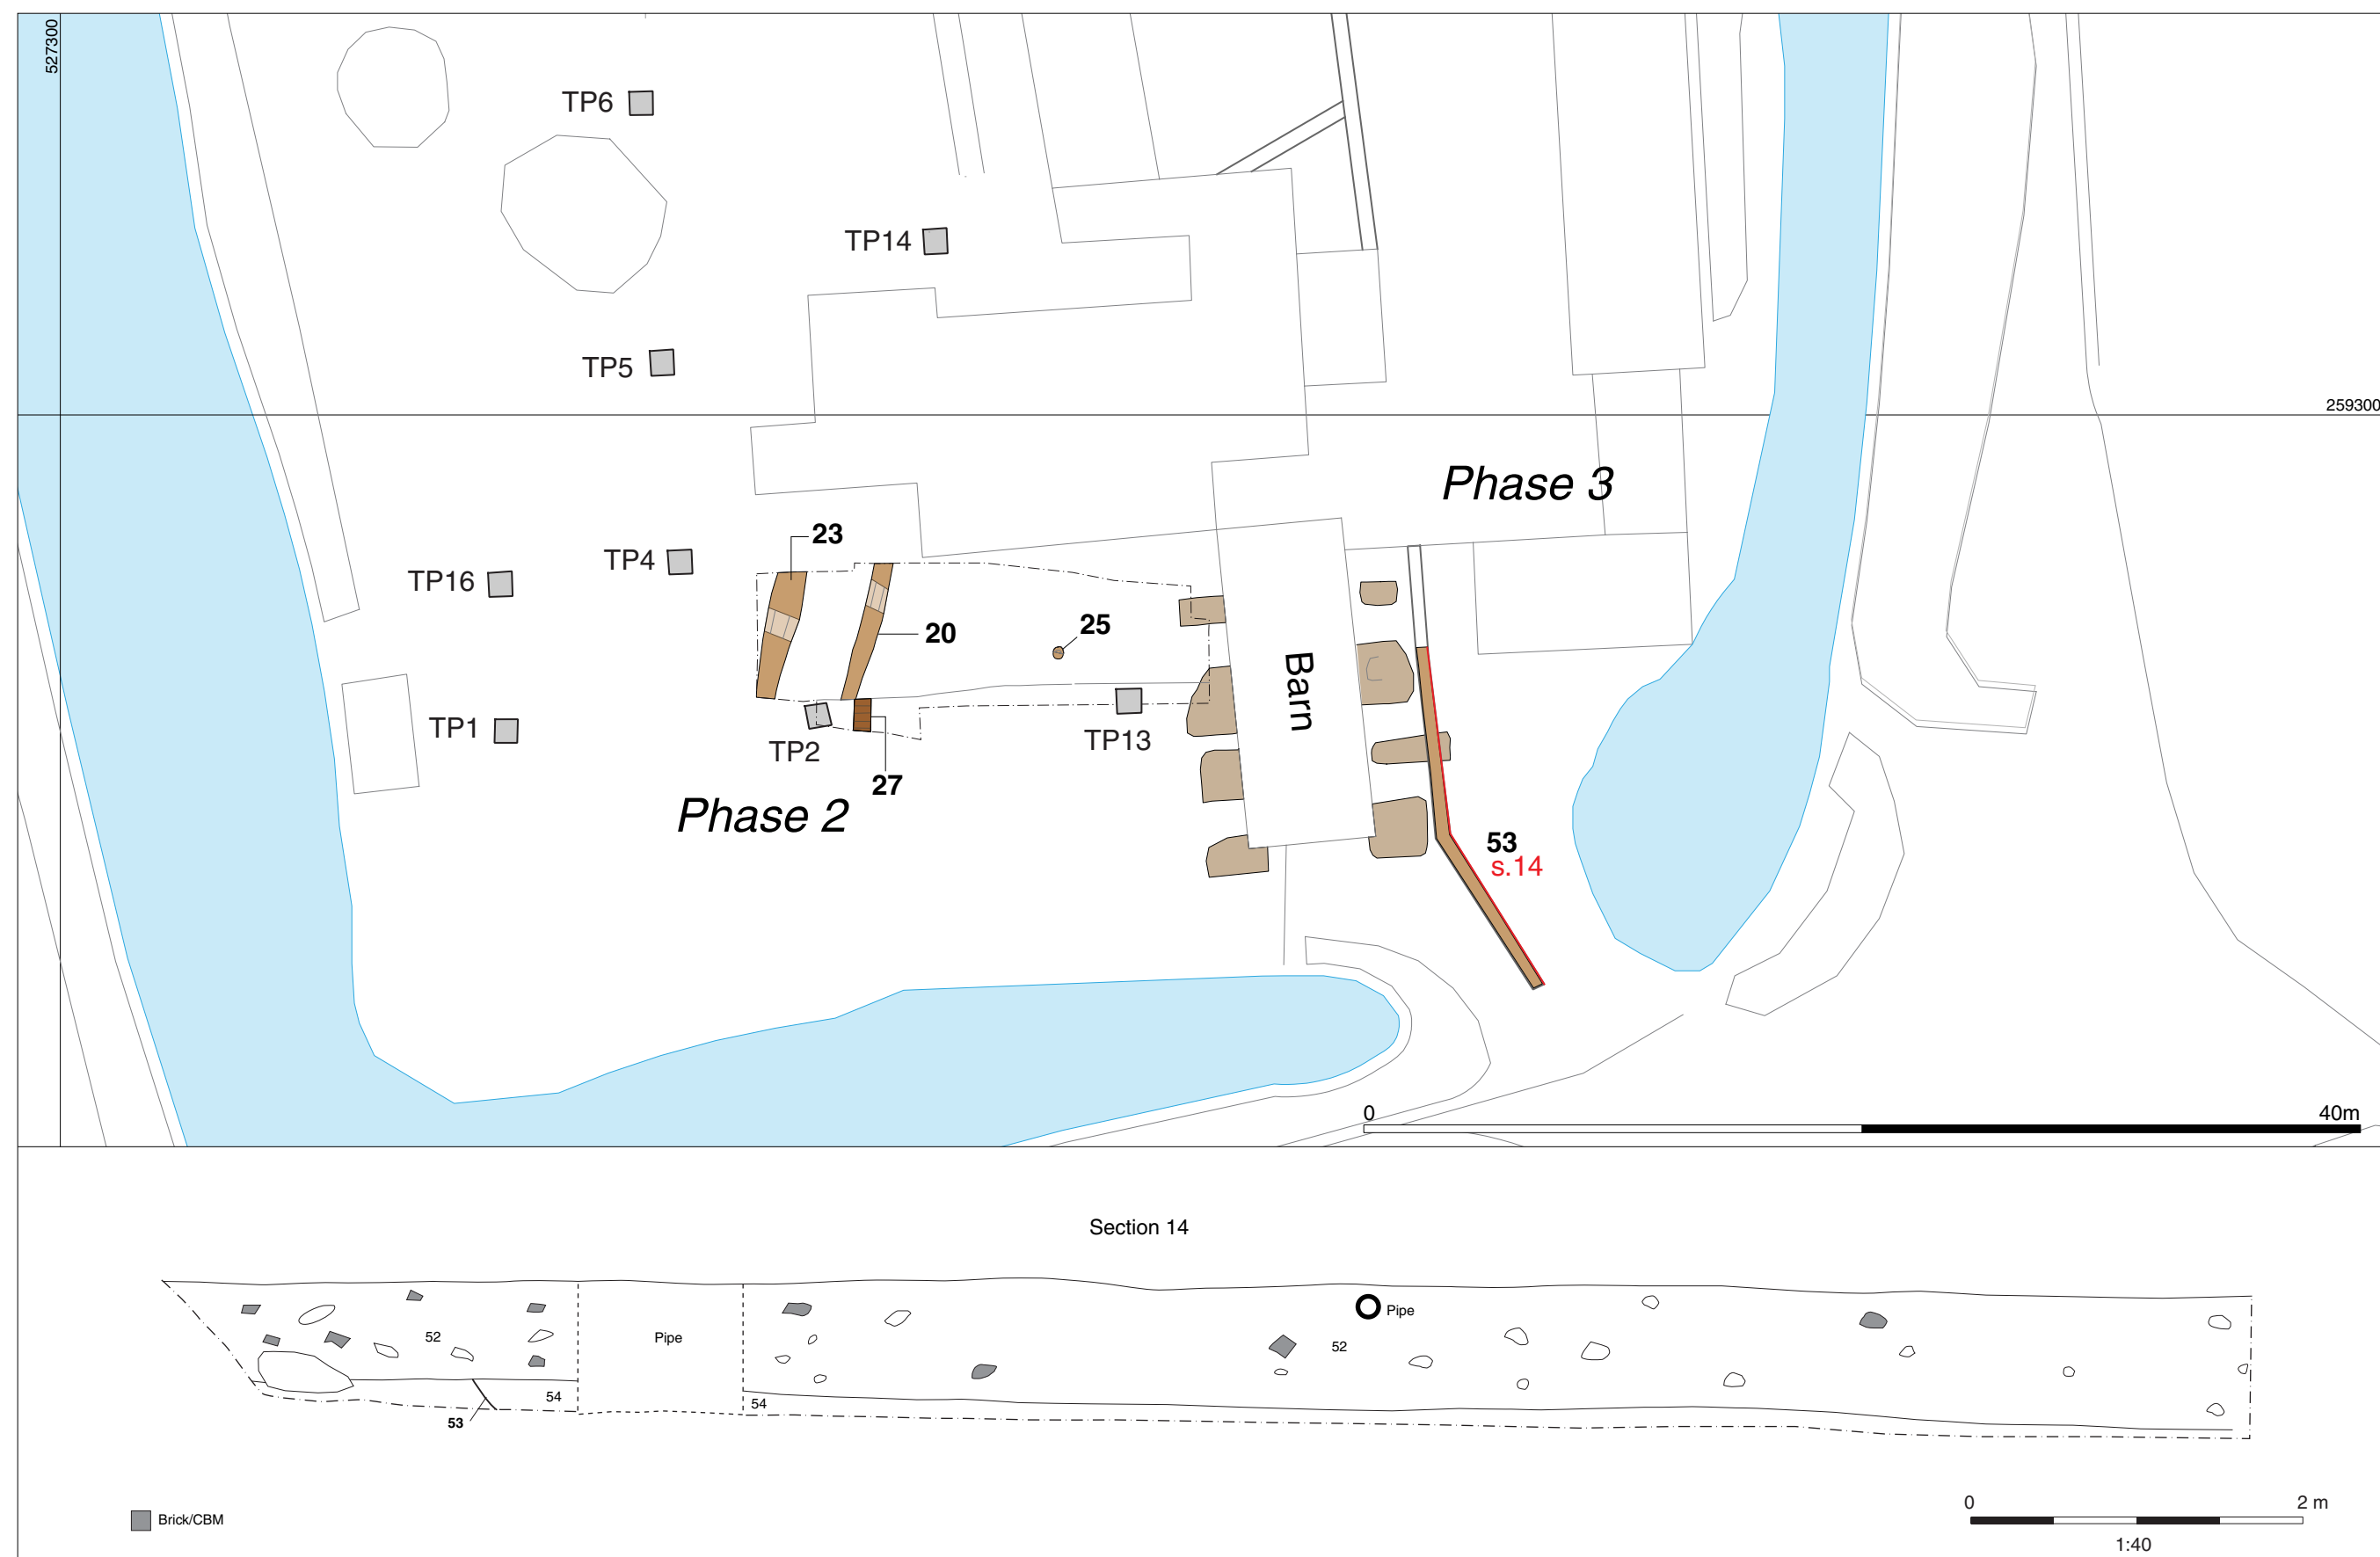 527300
TP6
TP14
TP5
259300
Phase 3
23
TP4
TP16
20
25
Barn
TP1
TP2
TP13
27
Phase 2
53
s.14
0 40m
Section 14
Pipe
52
Pipe
52
54
54
53
Brick/CBM
0 2 m
1:40